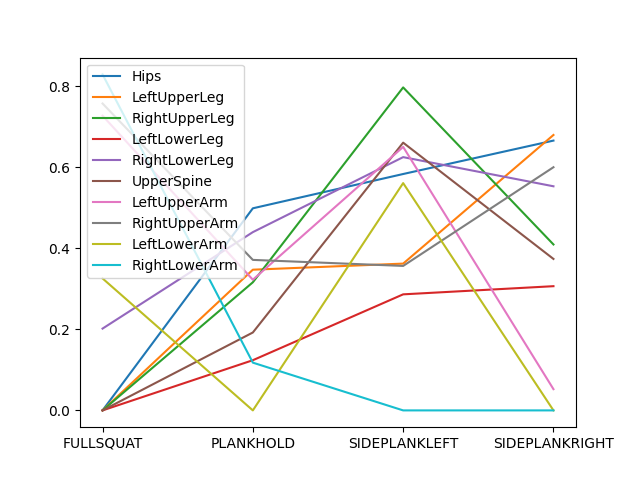 0.8
0.6
0.4
0.2
0.0
Hips
LeftUpperLeg
RightUpperLeg
LeftLowerLeg
RightLowerLeg
UpperSpine
LeftUpperArm
RightUpperArm
LeftLowerArm
RightLowerArm
FULLSQUAT PLANKHOLD SIDEPLANKLEFT SIDEPLANKRIGHT